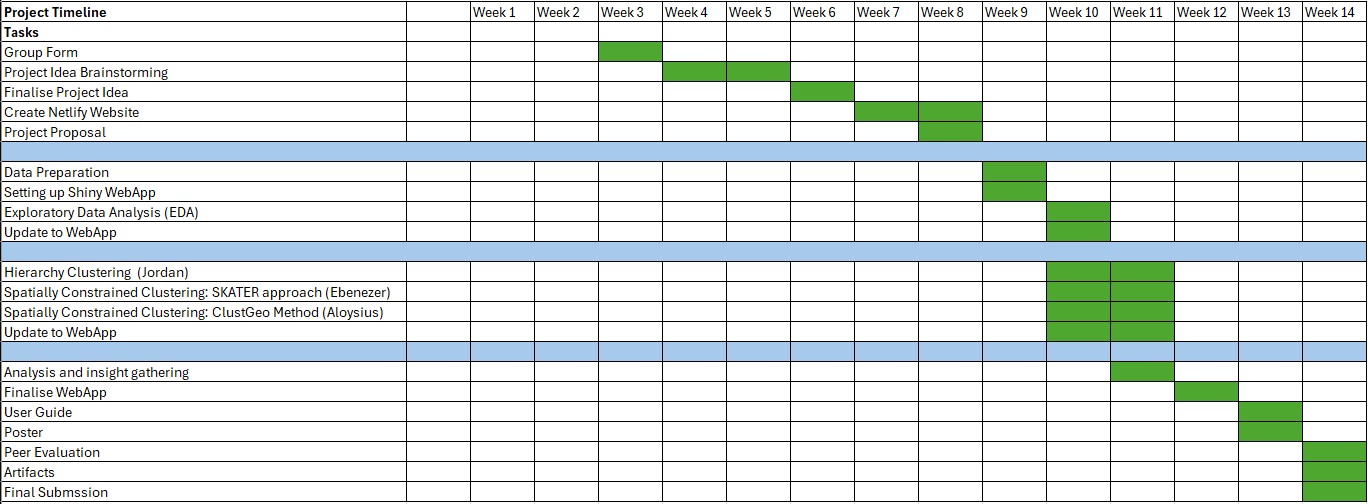 Project Timeline Week 1 Week 2 Week 3 Week 4 Week 5 Week 6 Week 7 Week 8 Week 9 Week 10 Week 11 Week 12 Week 13 Week 14
Tasks
Group Form
Project Idea Brainstorming
Finalise Project Idea
Create Netlify Website
Project Proposal
Data Preparation
Setting up Shiny WebApp
Exploratory Data Analysis (EDA)
Update to WebApp
Hierarchy Clustering (Jordan)
Spatially Constrained Clustering: SKATER approach (Ebenezer)
Spatially Constrained Clustering: ClustGeo Method (Aloysius)
Update to WebApp
Analysis and insight gathering
Finalise WebApp
User Guide
Poster
Peer Evaluation
Artifacts
Final Submssion